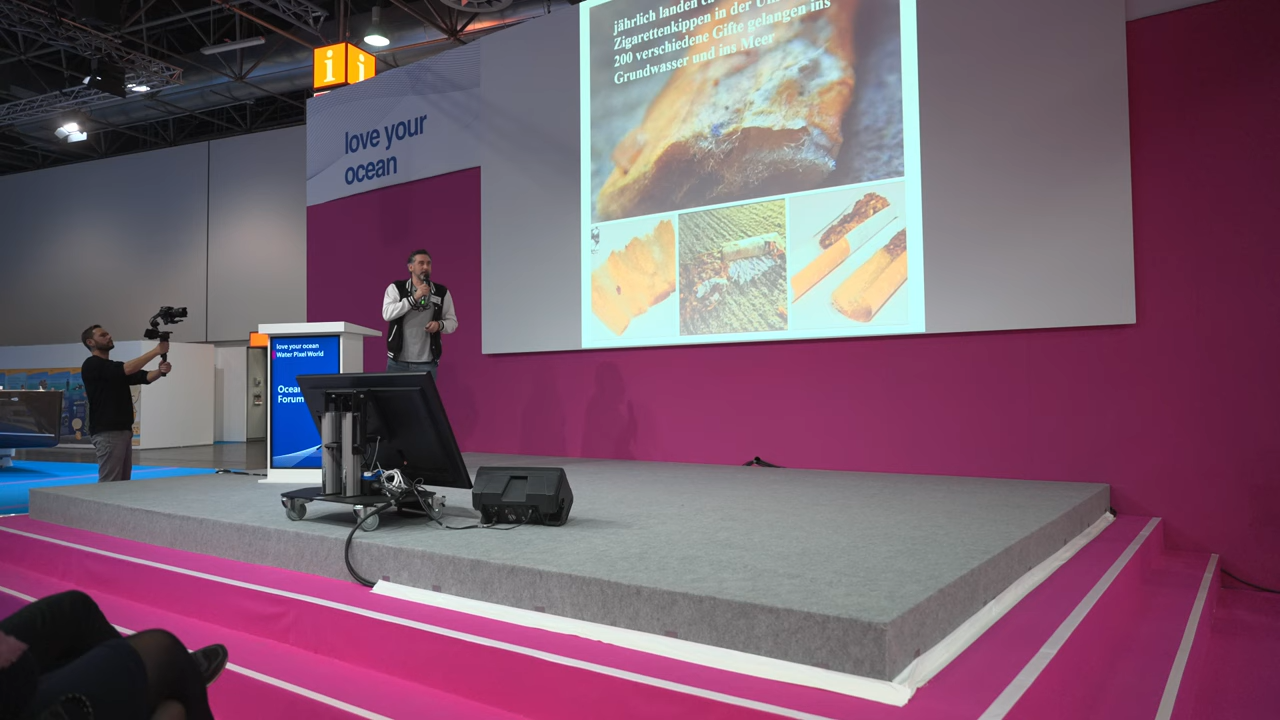 jährlich landen
Zigarettenkippen in der
200 verschiedene Gifte gelangen ins
Grundwasser und ins Meer
i i
love your
ocean
love your ocean
Water Pixel World
Forum